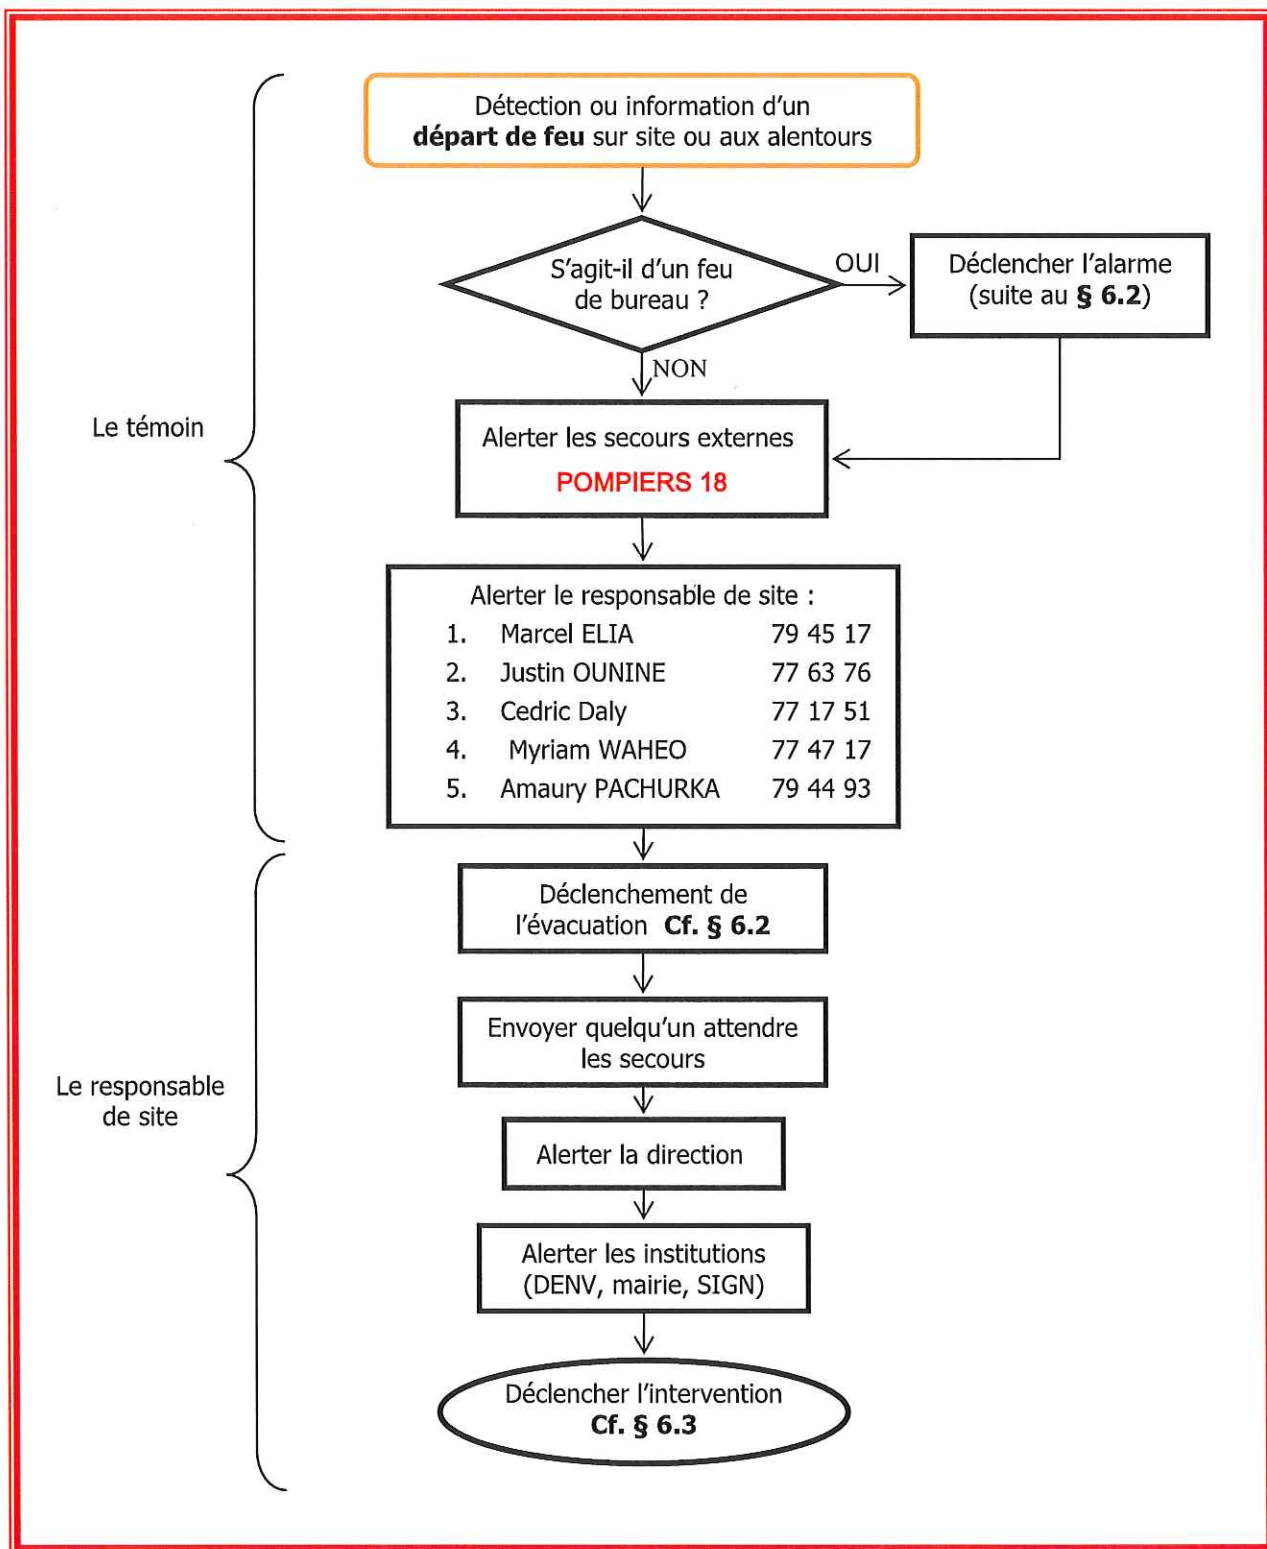 Détection ou information d'un
départ de feu sur site ou aux alentours
S'agit-il d'un feu
de bureau ?
OUI
Déclencher l'alarme
(suite au § 6.2)
NON
Le témoin
Alerter les secours externes
POMPIERS 18
Alerter le responsable de site :
1. Marcel ELIA 79 45 17
2. Justin OUNINE 77 63 76
3. Cedric Daly 77 17 51
4. Myriam WAHEO 77 47 17
5. Amaury PACHURKA 79 44 93
Déclenchement de
l'évacuation Cf. § 6.2
Envoyer quelqu'un attendre
les secours
Le responsable
de site
Alerter la direction
Alerter les institutions
(DENV, mairie, SIGN)
Déclencher l'intervention
Cf. § 6.3